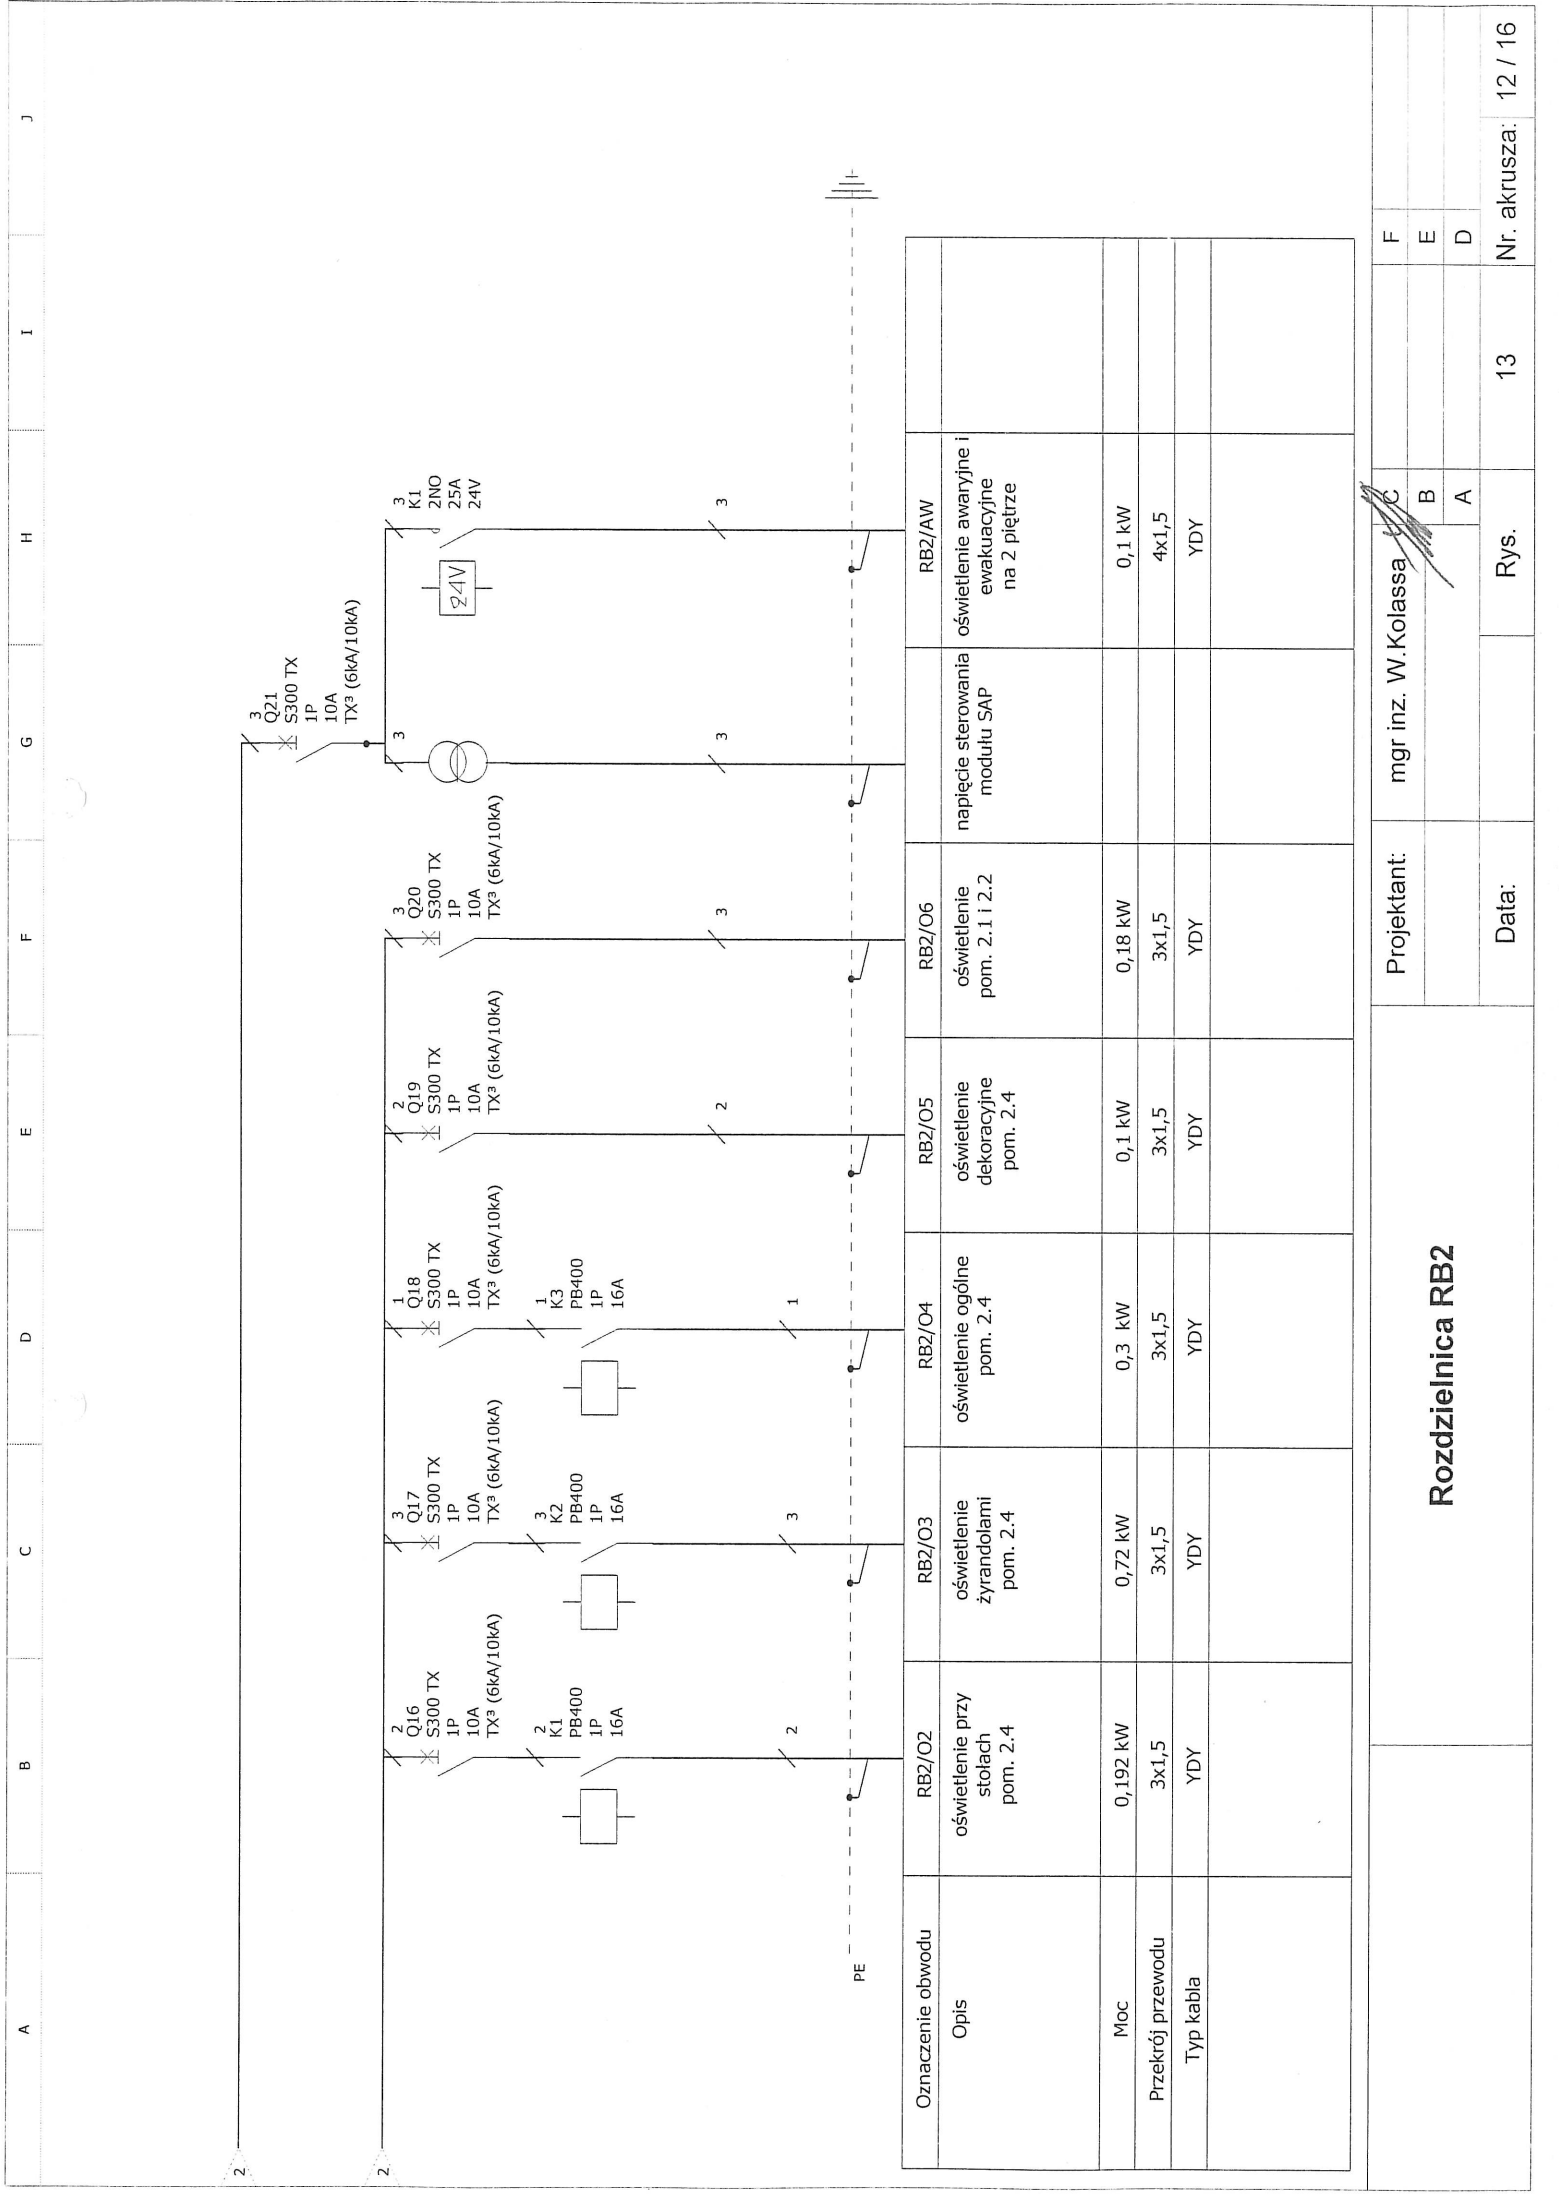 A B C D E F G H I J
3
Q21
S300 TX
1P
10A
TX³ (6kA/10kA)
2
2
2
Q16
S300 TX
1P
10A
TX³ (6kA/10kA)
2
K1
PB400
1P
16A
2
3
Q17
S300 TX
1P
10A
TX³ (6kA/10kA)
3
K2
PB400
1P
16A
3
1
Q18
S300 TX
1P
10A
TX³ (6kA/10kA)
1
K3
PB400
1P
16A
1
2
Q19
S300 TX
1P
10A
TX³ (6kA/10kA)
2
3
Q20
S300 TX
1P
10A
TX³ (6kA/10kA)
3
3
3
3
K1
2NO
25A
24V
24V
3
PE
Oznaczenie obwodu RB2/O2 RB2/O3 RB2/O4 RB2/O5 RB2/O6 RB2/AW
Opis
oświetlenie przy
stołach
pom. 2.4
oświetlenie
żyrandolami
pom. 2.4
oświetlenie ogólne
pom. 2.4
oświetlenie
dekoracyjne
pom. 2.4
oświetlenie
pom. 2.1 i 2.2
napięcie sterowania
modułu SAP
oświetlenie awaryjne i
ewakuacyjne
na 2 piętrze
Moc 0,192 kW 0,72 kW 0,3 kW 0,1 kW 0,18 kW 0,1 kW
Przekrój przewodu 3x1,5 3x1,5 3x1,5 3x1,5 3x1,5 4x1,5
Typ kabla YDY YDY YDY YDY YDY YDY
Rozdzielnica RB2
Projektant: mgr inz. W.Kolassa C F
B E
A D
Data: Rys. 13 Nr. akrusza: 12 / 16